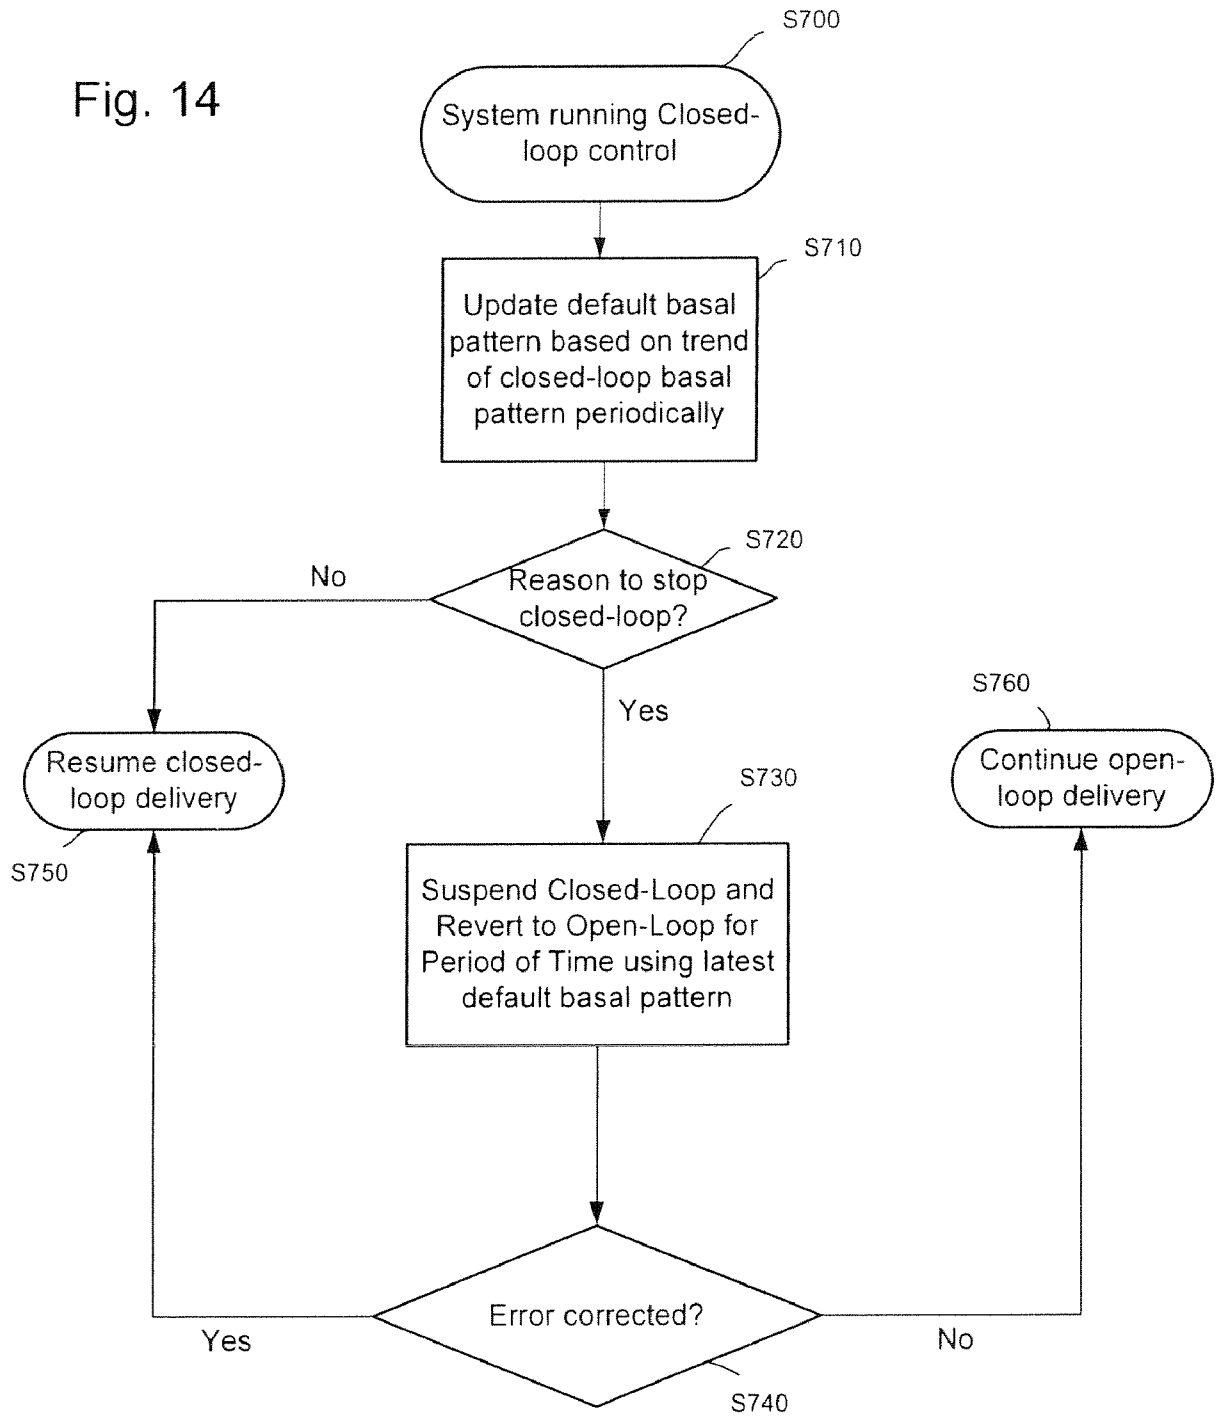 S700
Fig. 14
System running Closed-
loop control
S710
Update default basal
pattern based on trend
of closed-loop basal
pattern periodically
S720
No
Reason to stop
closed-loop?
Yes
S760
Resume closed-
loop delivery
S750
S730
Continue open-
loop delivery
Suspend Closed-Loop and
Revert to Open-Loop for
Period of Time using latest
default basal pattern
Error corrected?
Yes
No
S740